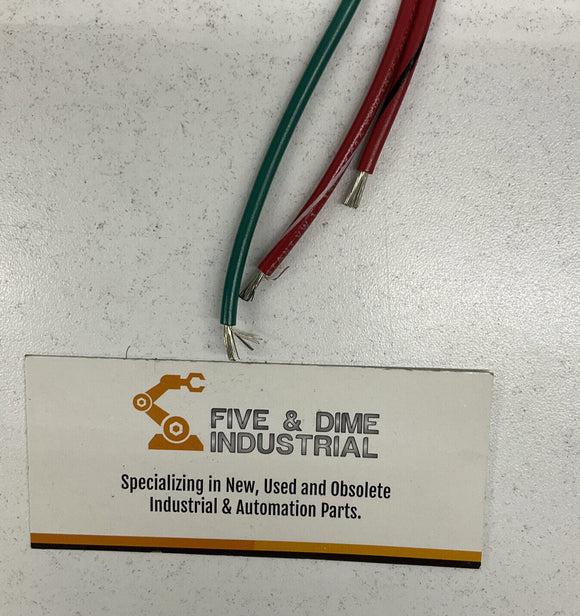 FIVE & DIME
INDUSTRIAL
Specializing in New, Used and Obsolete
Industrial & Automation Parts.